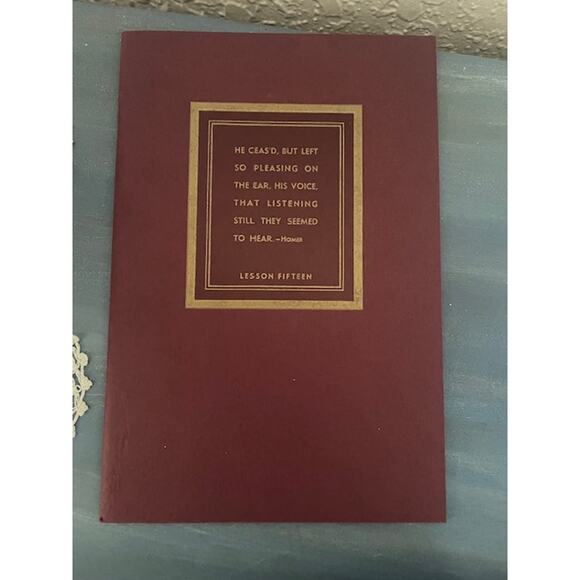 HE CEAS'D, BUT LEFT
SO PLEASING ON
THE EAR, HIS VOICE,
THAT LISTENING
STILL THEY SEEMED
TO HEAR.—HOMER
LESSON FIFTEEN